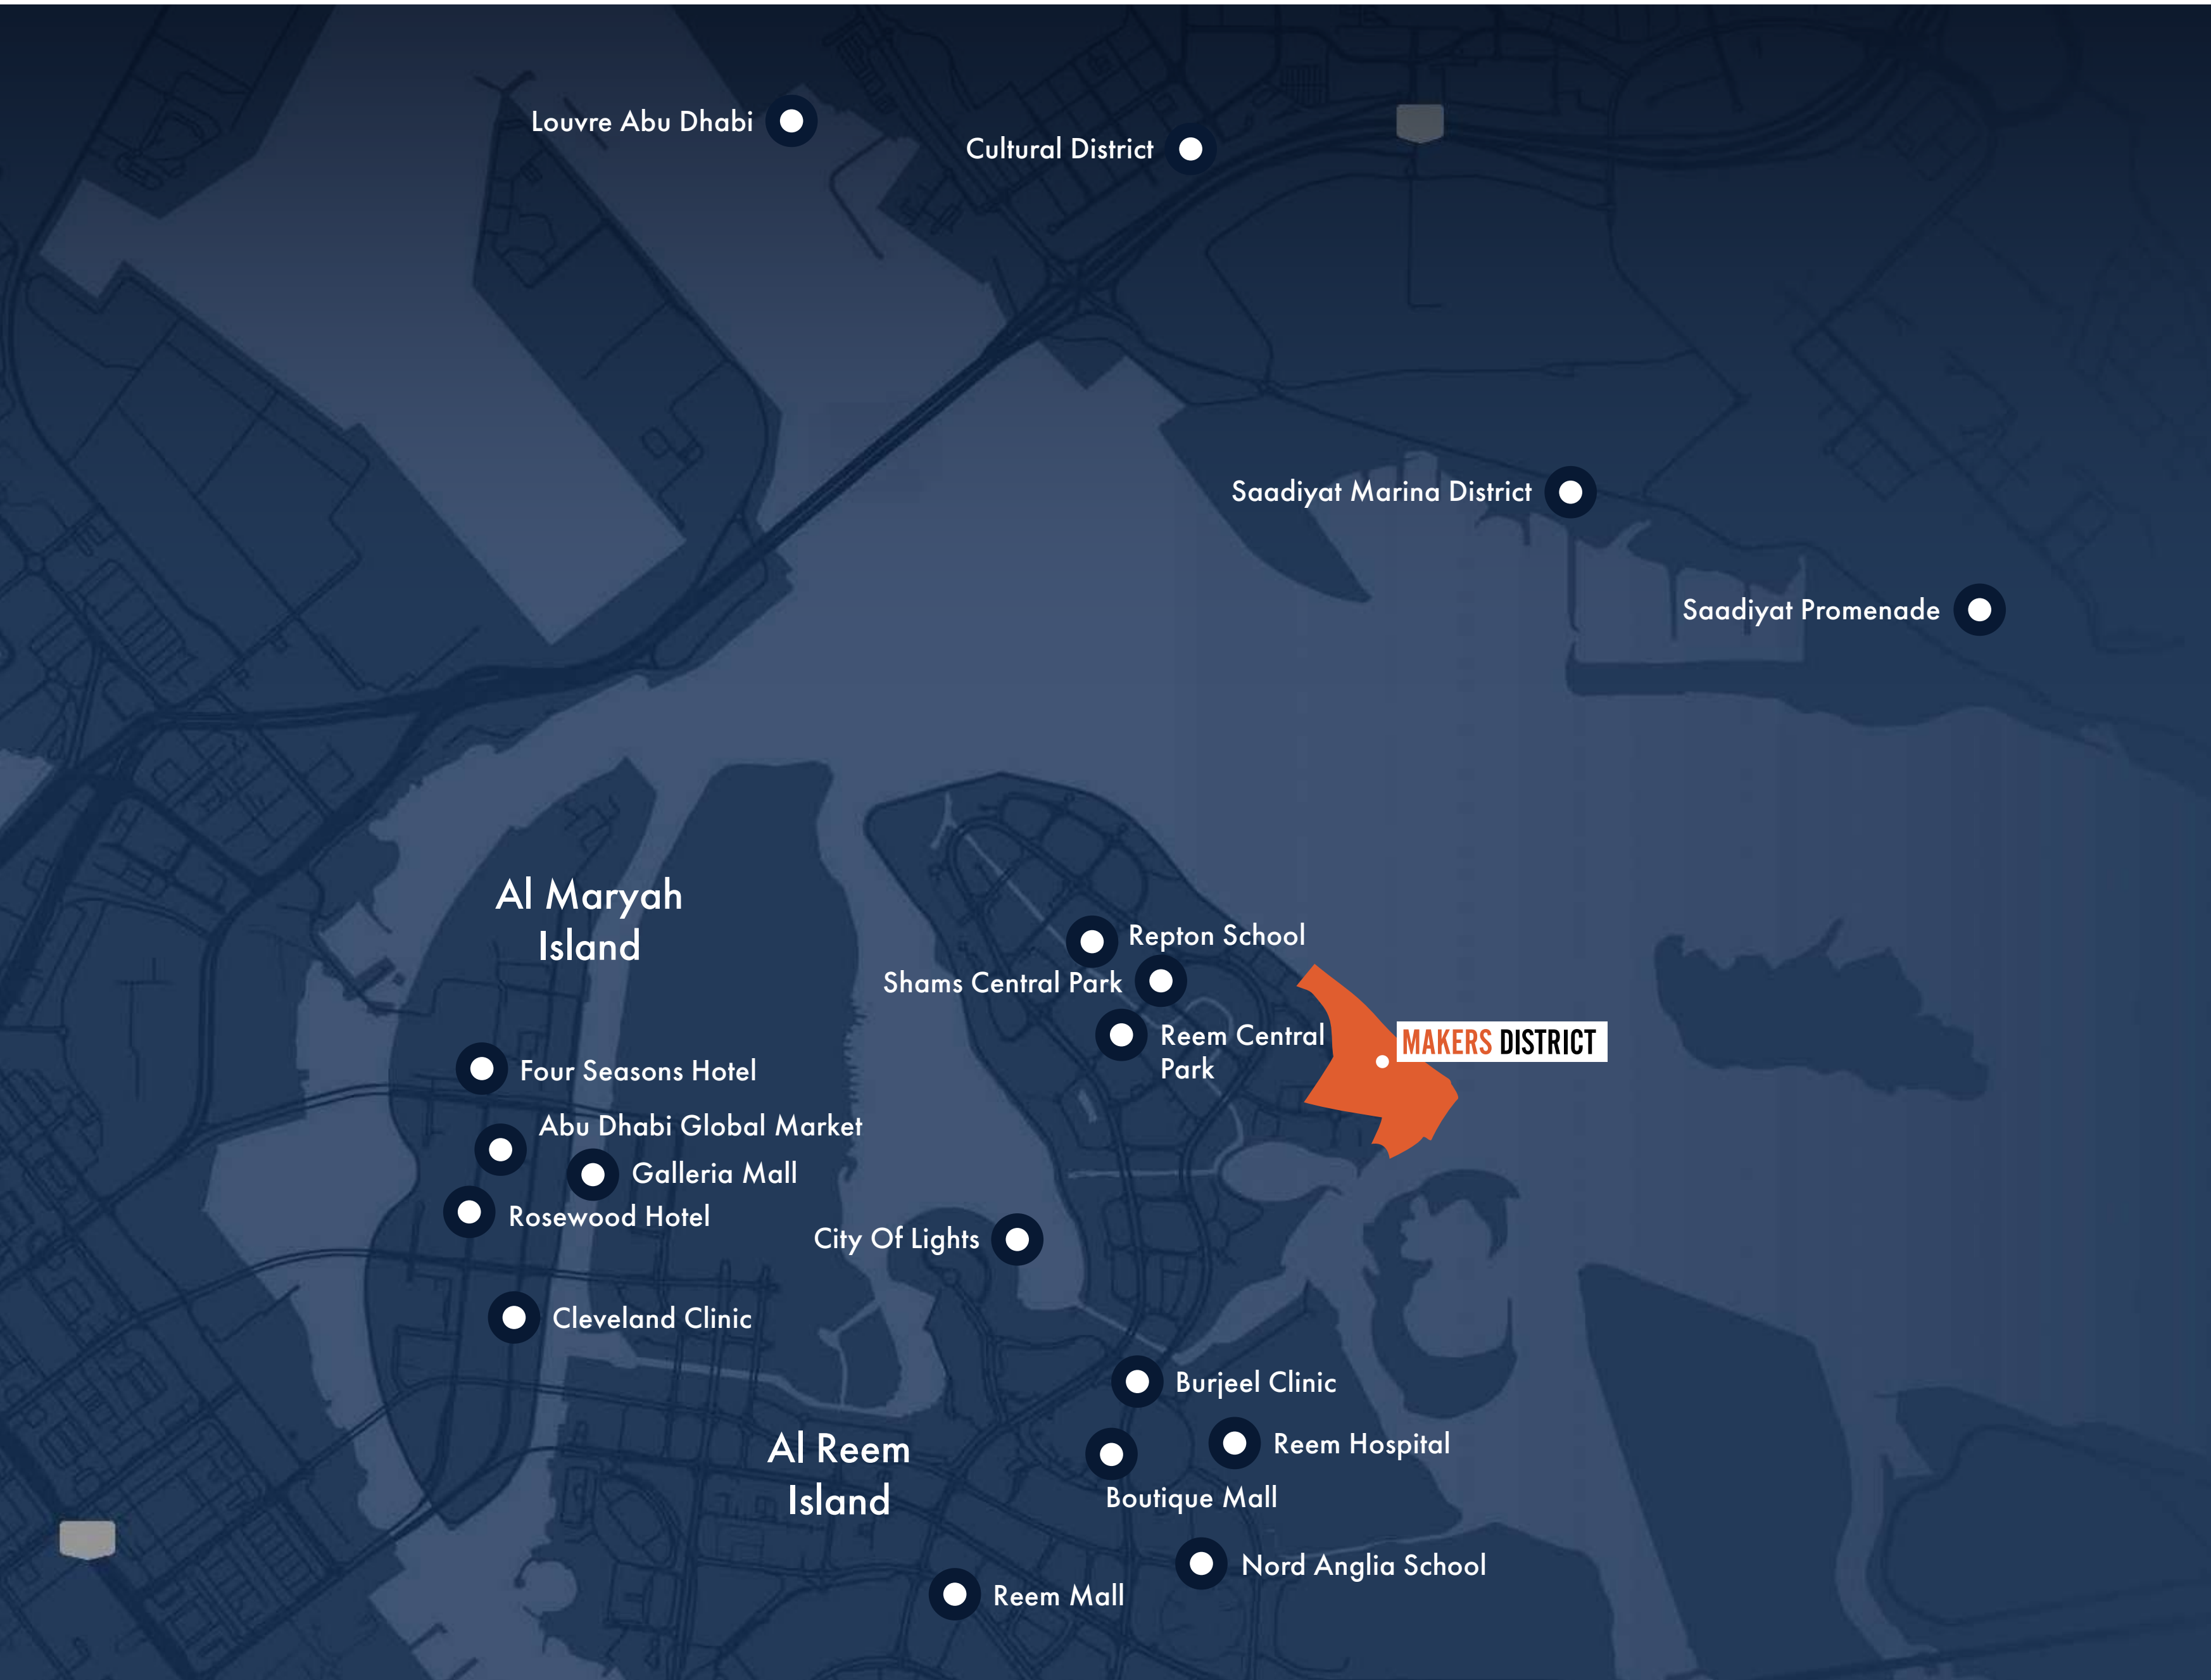 Louvre Abu Dhabi
Cultural District
Saadiyat Marina District
Saadiyat Promenade
Al Maryah
Island
Repton School
Shams Central Park
Reem Central
Park
MAKERS DISTRICT
Four Seasons Hotel
Abu Dhabi Global Market
Galleria Mall
Rosewood Hotel
City Of Lights
Cleveland Clinic
Burjeel Clinic
Al Reem
Island
Reem Hospital
Boutique Mall
Nord Anglia School
Reem Mall